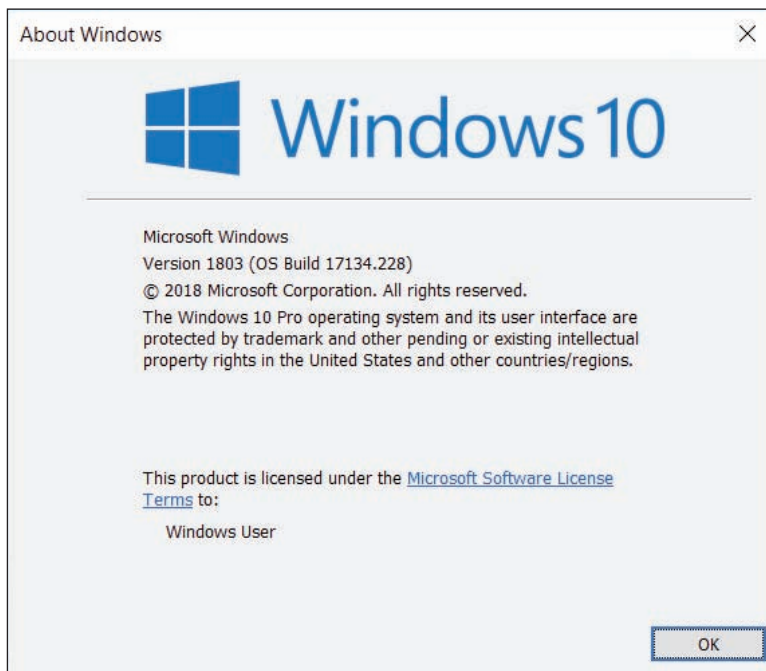 About Windows
Windows 10
Microsoft Windows
Version 1803 (OS Build 17134.228)
© 2018 Microsoft Corporation. All rights reserved.
The Windows 10 Pro operating system and its user interface are
protected by trademark and other pending or existing intellectual
property rights in the United States and other countries/regions.
This product is licensed under the Microsoft Software License
Terms to:
Windows User
OK